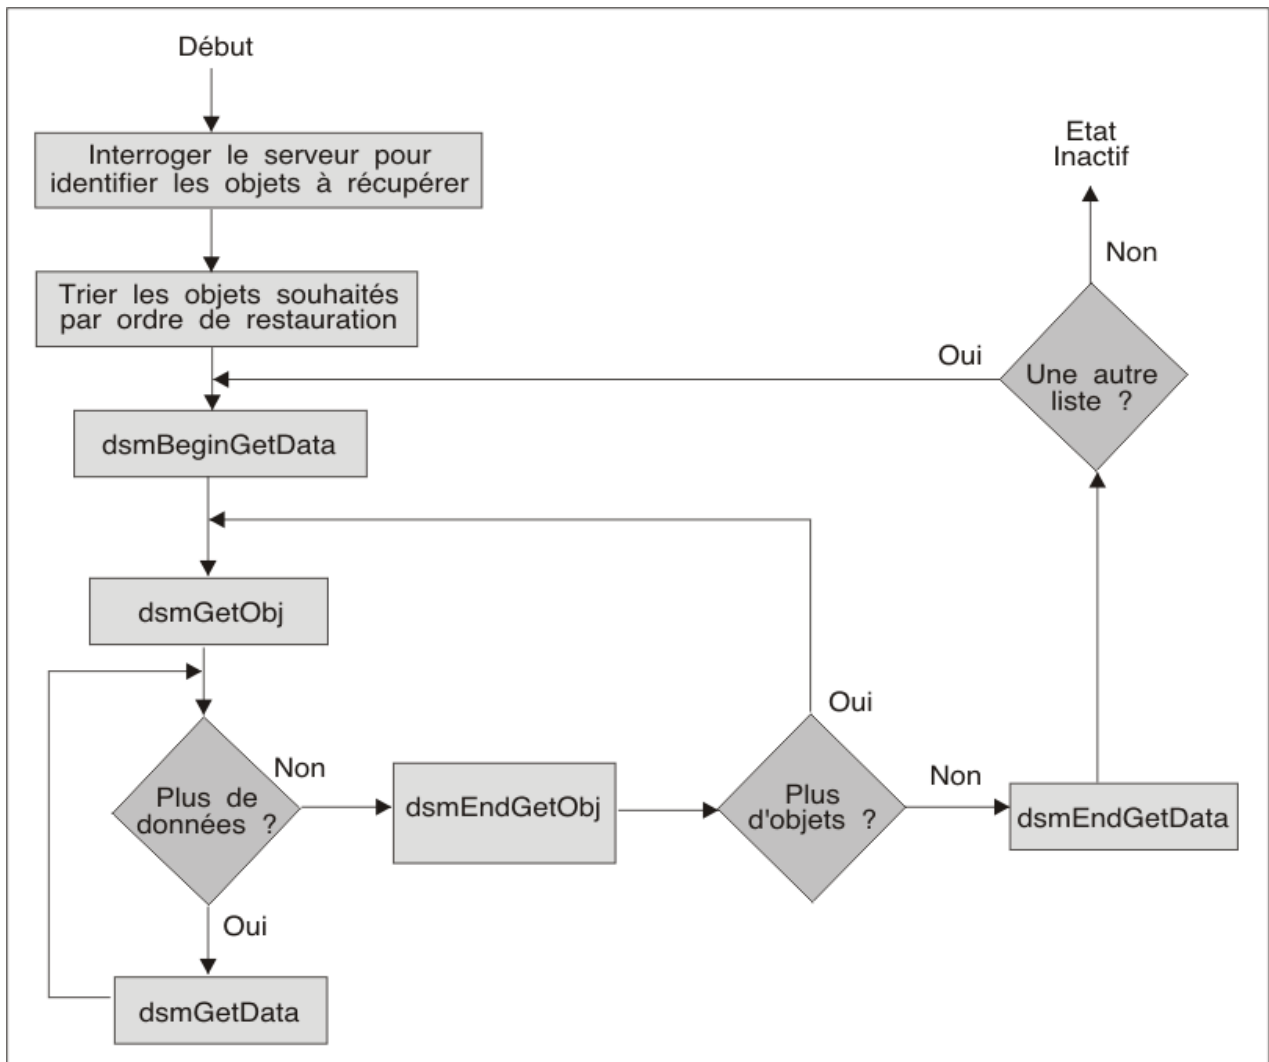 Début
Interroger le serveur pour
identifier les objets à récupérer
Trier les objets souhaités
par ordre de restauration
dsmBeginGetData
dsmGetObj
Plus de
données ?
Non
Oui
dsmGetData
dsmEndGetObj
Plus
d'objets ?
Oui
Non
dsmEndGetData
Une autre
liste ?
Oui
Non
Etat
Inactif